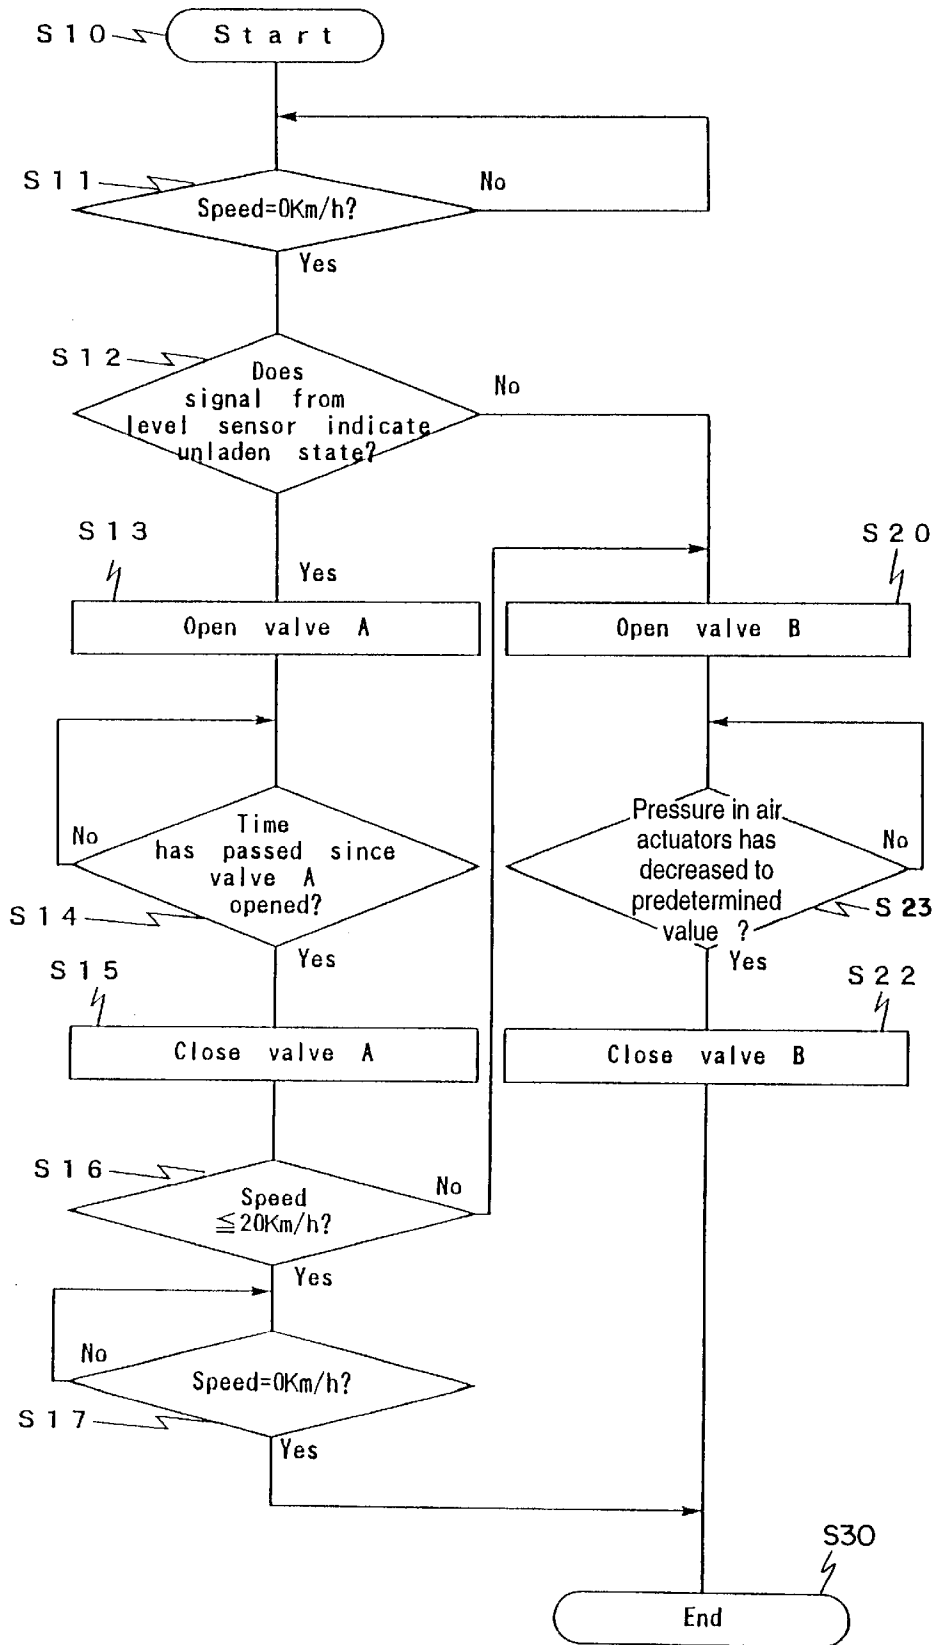 S10
Start
S11
Speed=0Km/h?
No
Yes
S12
Does
signal from
level sensor indicate
unladen state?
No
Yes
S13
Open valve A
S20
Open valve B
No
Time
has passed since
valve A
opened?
S14
Yes
Pressure in air
actuators has
decreased to
predetermined
value ?
No
S23
Yes
S15
Close valve A
S22
Close valve B
S16
Speed
≦20Km/h?
No
Yes
No
Speed=0Km/h?
S17
Yes
S30
End